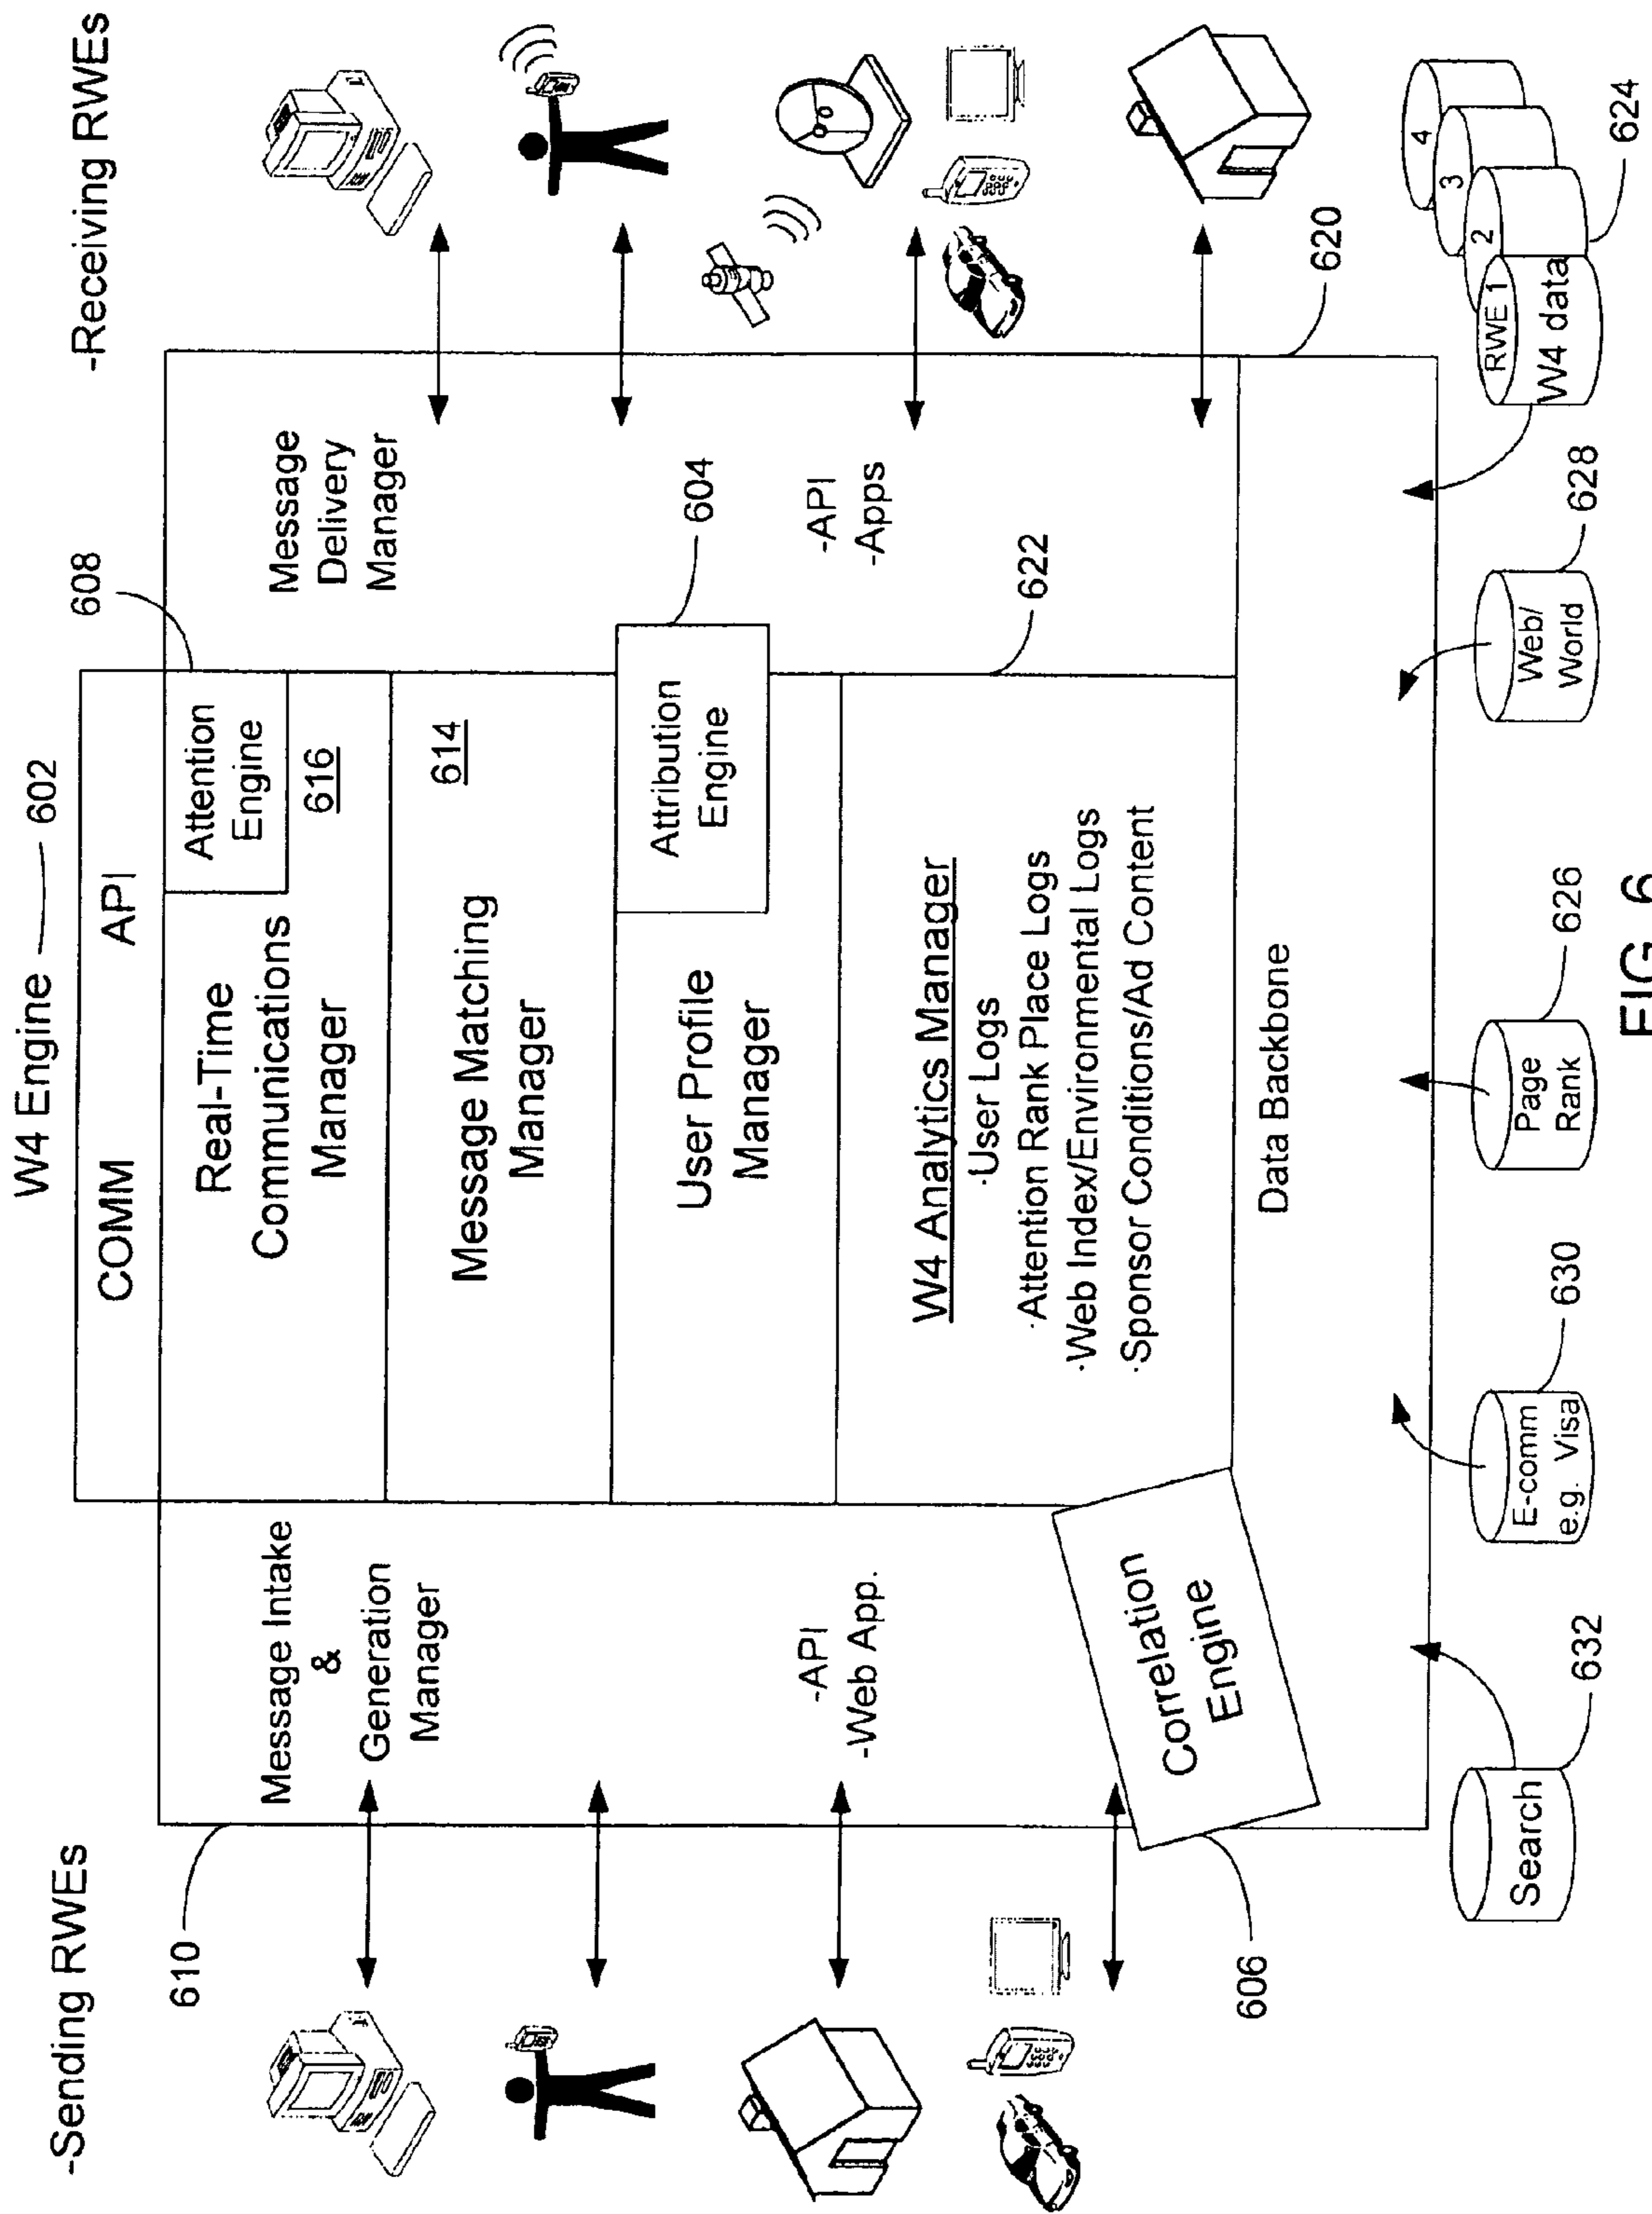 W4 Engine 602
-Sending RWEs
-Receiving RWEs
610
608
COMM API
Message Intake
&
Generation
Manager
-API
-Web App.
Real-Time
Communications
Manager
Attention
Engine
616
Message Matching
Manager
614
User Profile
Manager
Attribution
Engine
604
W4 Analytics Manager
·User Logs
·Attention Rank Place Logs
·Web Index/Environmental Logs
·Sponsor Conditions/Ad Content
622
Message
Delivery
Manager
-API
-Apps
Correlation
Engine
606
Data Backbone
620
Search
632
E-comm
e.g. Visa
630
Page
Rank
626
Web/
World
628
RWE 1
2
3
4
W4 data
624
FIG. 6